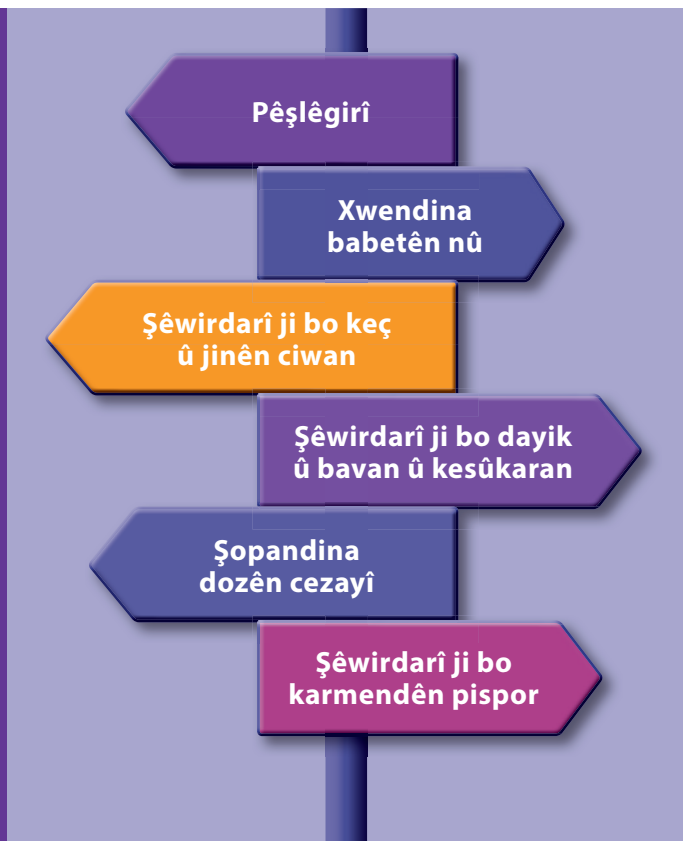 Pêşlêgirî
Xwendina
babetên nû
Şêwirdarî ji bo keç
û jinên ciwan
Şêwirdarî ji bo dayik
û bavan û kesûkaran
Şopandina
dozên cezayî
Şêwirdarî ji bo
karmendên pispor